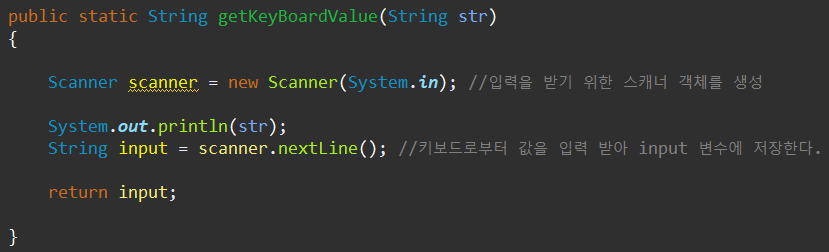 public static String getKeyBoardValue(String str)
{
Scanner scanner = new Scanner(System.in); //입력을 받기 위한 스캐너 객체를 생성
System.out.println(str);
String input = scanner.nextLine(); //키보드로부터 값을 입력 받아 input 변수에 저장한다.
return input;
}